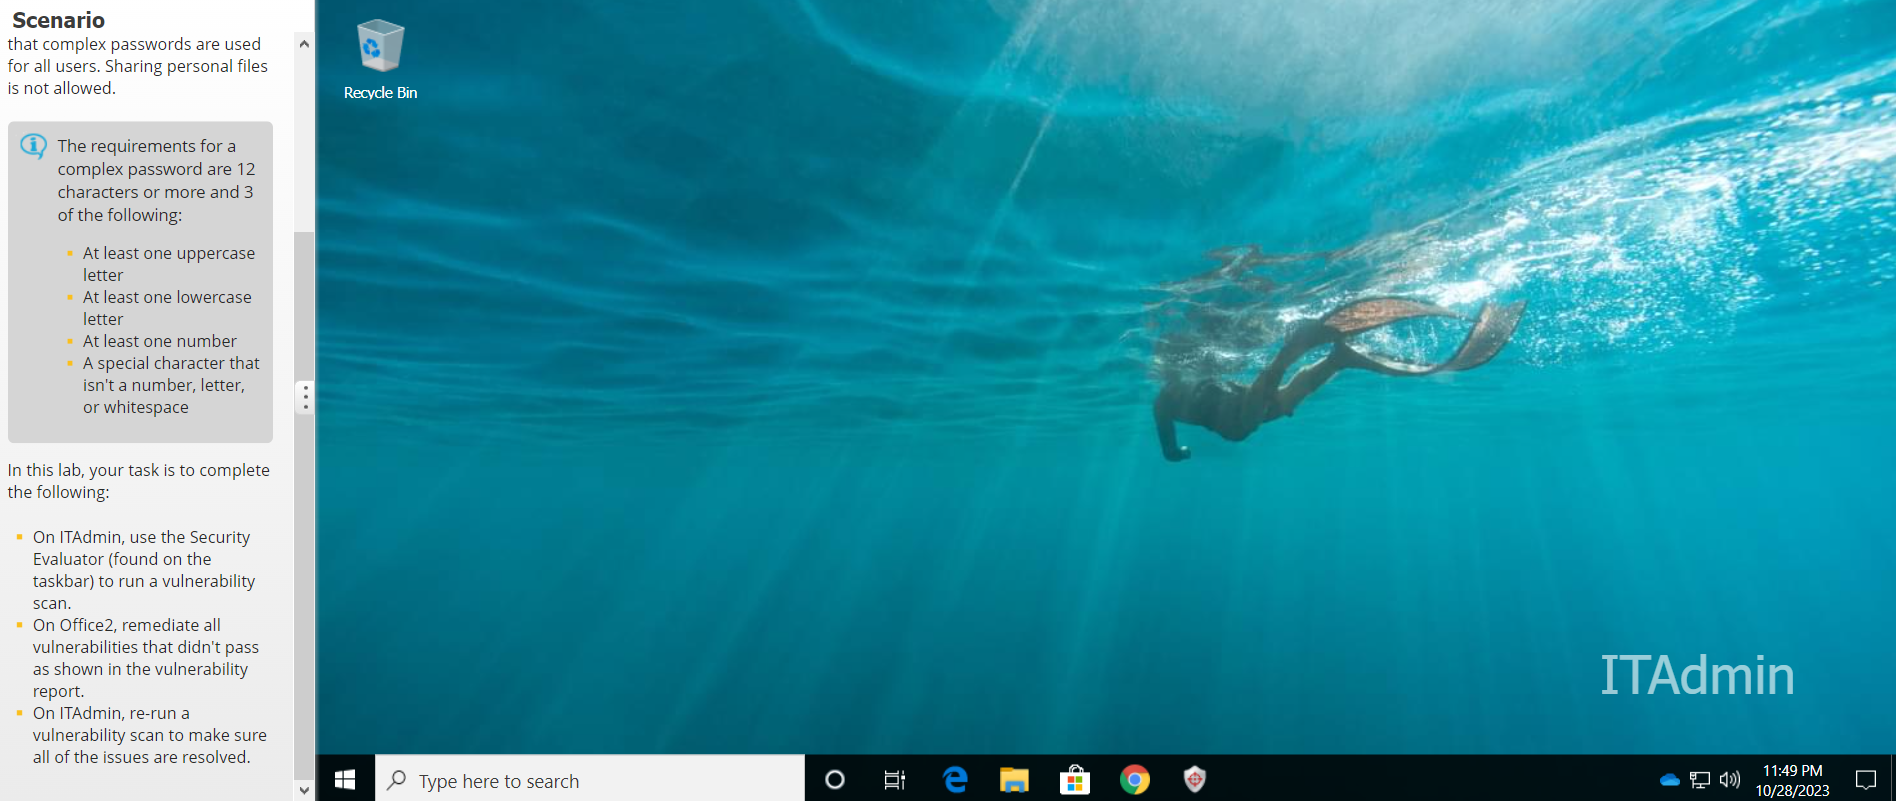 Scenario
that complex passwords are used
for all users. Sharing personal files
is not allowed.
The requirements for a
complex password are 12
characters or more and 3
of the following:
At least one uppercase
letter
At least one lowercase
letter
At least one number
A special character that
isn't a number, letter,
or whitespace
In this lab, your task is to complete
the following:
On ITAdmin, use the Security
Evaluator (found on the
taskbar) to run a vulnerability
scan.
On Office2, remediate all
vulnerabilities that didn't pass
as shown in the vulnerability
report.
On ITAdmin, re-run a
vulnerability scan to make sure
all of the issues are resolved.
Recycle Bin
ITAdmin
Type here to search
11:49 PM
10/28/2023